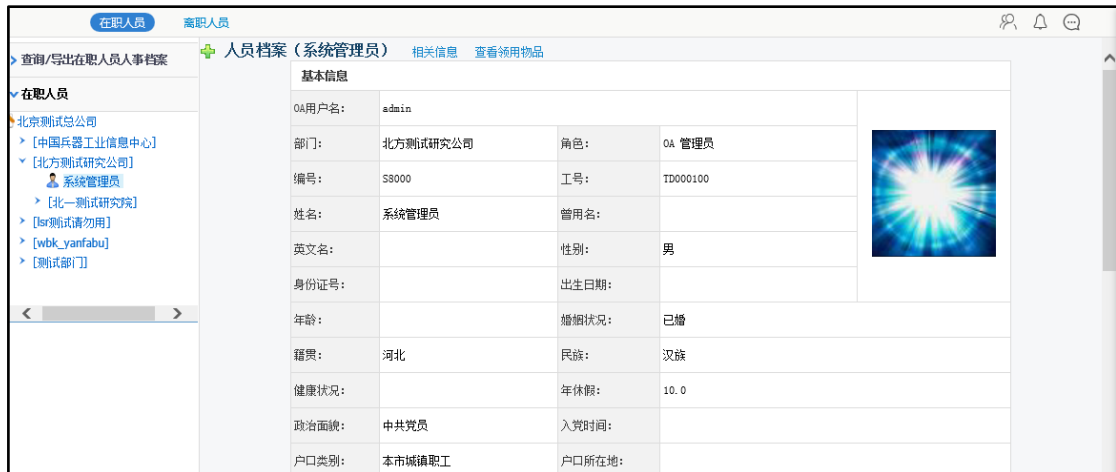 在职人员 离职人员
查询/导出在职人员人事档案
在职人员
北京测试总公司
[中国兵器工业信息中心]
[北方测试研究公司]
系统管理员
[北一测试研究院]
[lsr测试请勿用]
[wbk_yanfabu]
[测试部门]
人员档案（系统管理员） 相关信息 查看领用物品
基本信息
OA用户名: admin
部门: 北方测试研究公司 角色: OA 管理员
编号: S8000 工号: TD000100
姓名: 系统管理员 曾用名:
英文名: 性别: 男
身份证号: 出生日期:
年龄: 婚姻状况: 已婚
籍贯: 河北 民族: 汉族
健康状况: 年休假: 10.0
政治面貌: 中共党员 入党时间:
户口类别: 本市城镇职工 户口所在地: